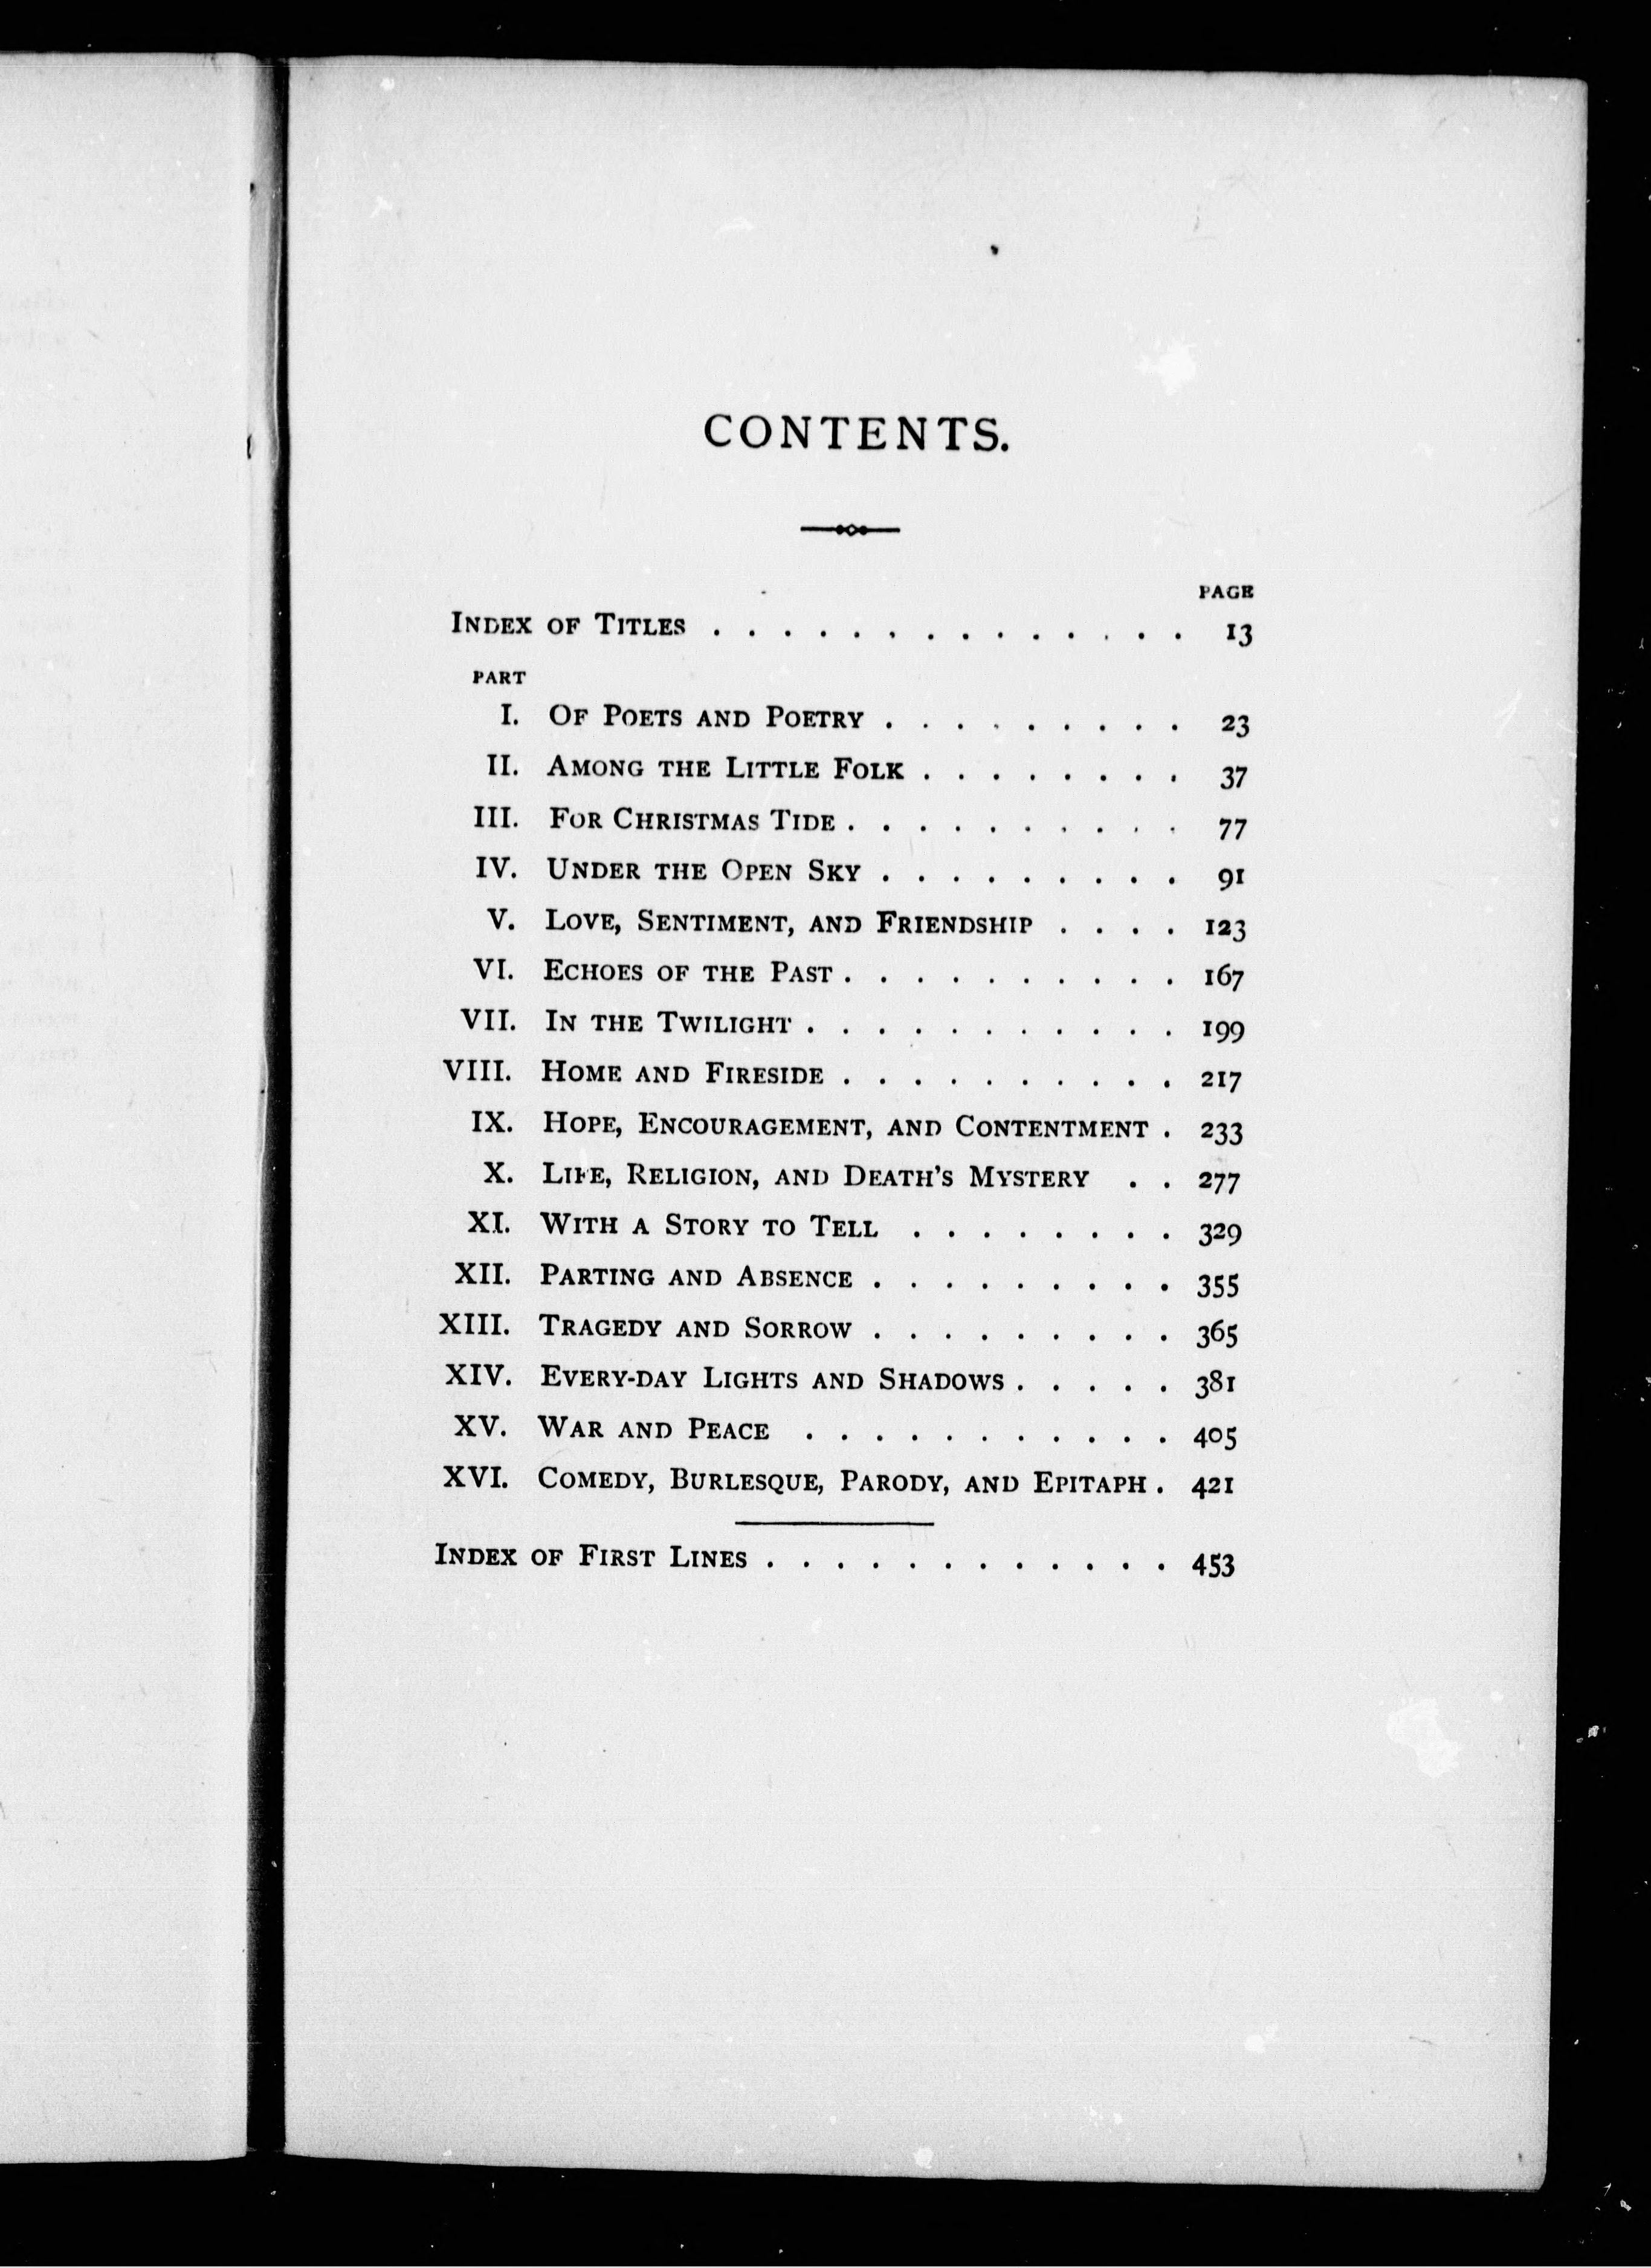 CONTENTS.
PAGE
INDEX OF TITLES . . . . . . . . . . . . . . 13
PART
I. OF POETS AND POETRY . . . . . . . . . 23
II. AMONG THE LITTLE FOLK . . . . . . . . 37
III. FOR CHRISTMAS TIDE . . . . . . . . . . 77
IV. UNDER THE OPEN SKY . . . . . . . . . 91
V. LOVE, SENTIMENT, AND FRIENDSHIP . . . . 123
VI. ECHOES OF THE PAST . . . . . . . . . . 167
VII. IN THE TWILIGHT . . . . . . . . . . . 199
VIII. HOME AND FIRESIDE . . . . . . . . . . 217
IX. HOPE, ENCOURAGEMENT, AND CONTENTMENT . 233
X. LIFE, RELIGION, AND DEATH'S MYSTERY . . 277
XI. WITH A STORY TO TELL . . . . . . . . 329
XII. PARTING AND ABSENCE . . . . . . . . . 355
XIII. TRAGEDY AND SORROW . . . . . . . . . 365
XIV. EVERY-DAY LIGHTS AND SHADOWS . . . . . 381
XV. WAR AND PEACE . . . . . . . . . . . 405
XVI. COMEDY, BURLESQUE, PARODY, AND EPITAPH . 421
INDEX OF FIRST LINES . . . . . . . . . . . . 453